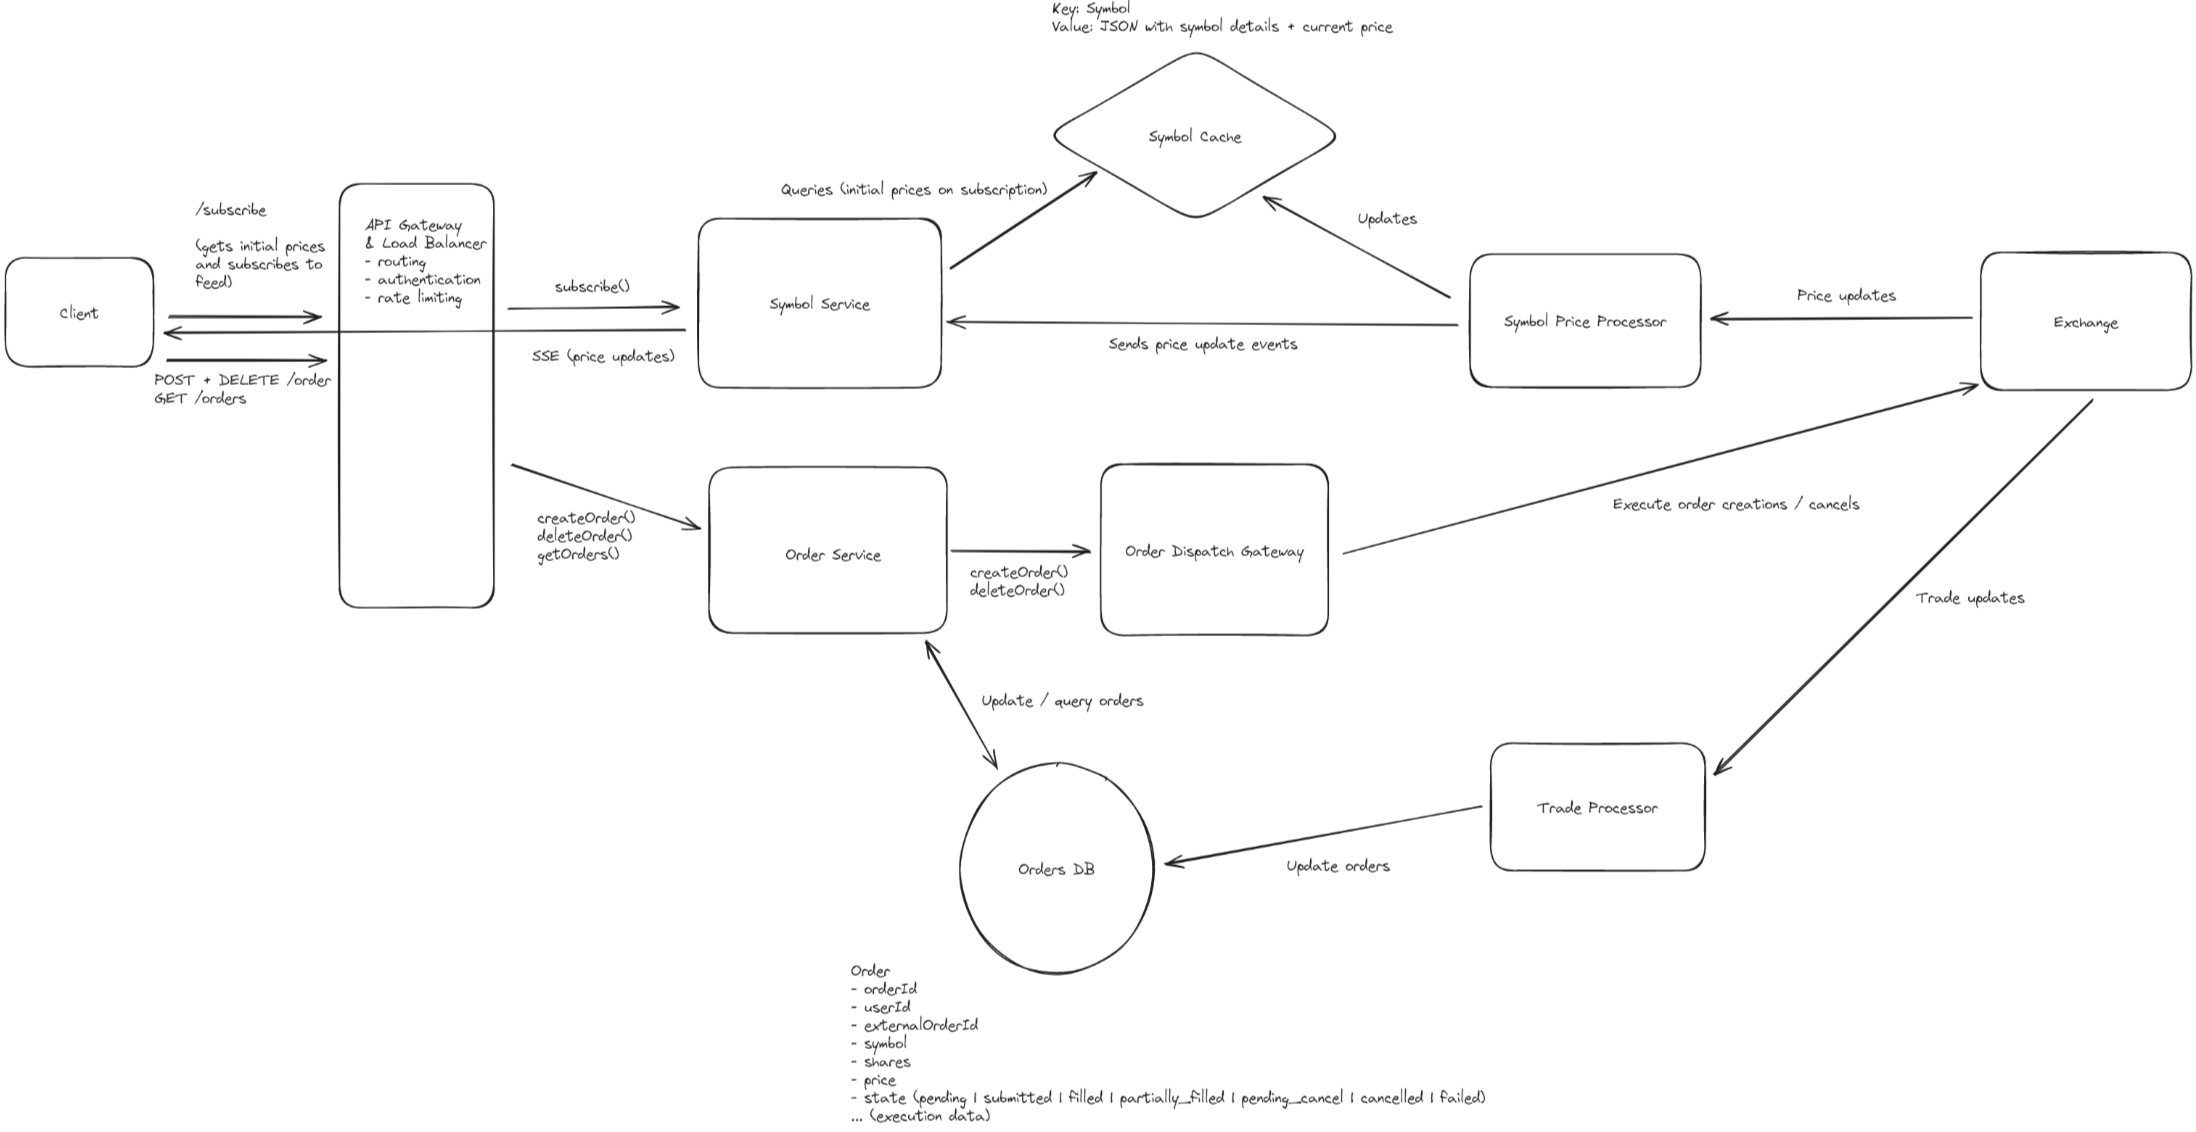 Key: Symbol
Value: JSON with symbol details + current price
Symbol Cache
Queries (initial prices on subscription)
Updates
/subscribe
(gets initial prices
and subscribes to
feed)
API Gateway
& Load Balancer
- routing
- authentication
- rate limiting
Client
subscribe()
Symbol Service
SSE (price updates)
Sends price update events
Symbol Price Processor
Price updates
Exchange
POST + DELETE /order
GET /orders
createOrder()
deleteOrder()
getOrders()
Order Service
createOrder()
deleteOrder()
Order Dispatch Gateway
Execute order creations / cancels
Trade updates
Update / query orders
Trade Processor
Update orders
Orders DB
Order
- orderId
- userId
- externalOrderId
- symbol
- shares
- price
- state (pending | submitted | filled | partially_filled | pending_cancel | cancelled | failed)
... (execution data)